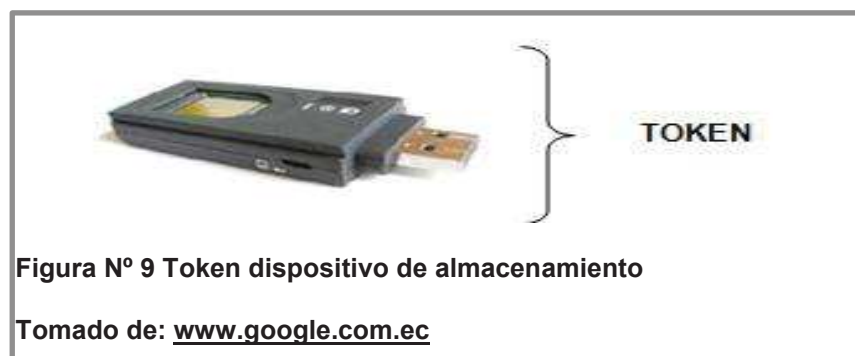 TOKEN
Figura Nº 9 Token dispositivo de almacenamiento
Tomado de: www.google.com.ec